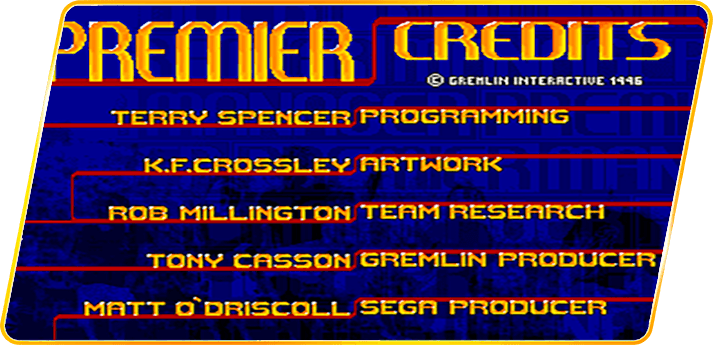 PREMIER CREDITS
© GREMLIN INTERACTIVE 1996
TERRY SPENCER PROGRAMMING
K.F.CROSSLEY ARTWORK
ROB MILLINGTON TEAM RESEARCH
TONY CASSON GREMLIN PRODUCER
MATT O`DRISCOLL SEGA PRODUCER